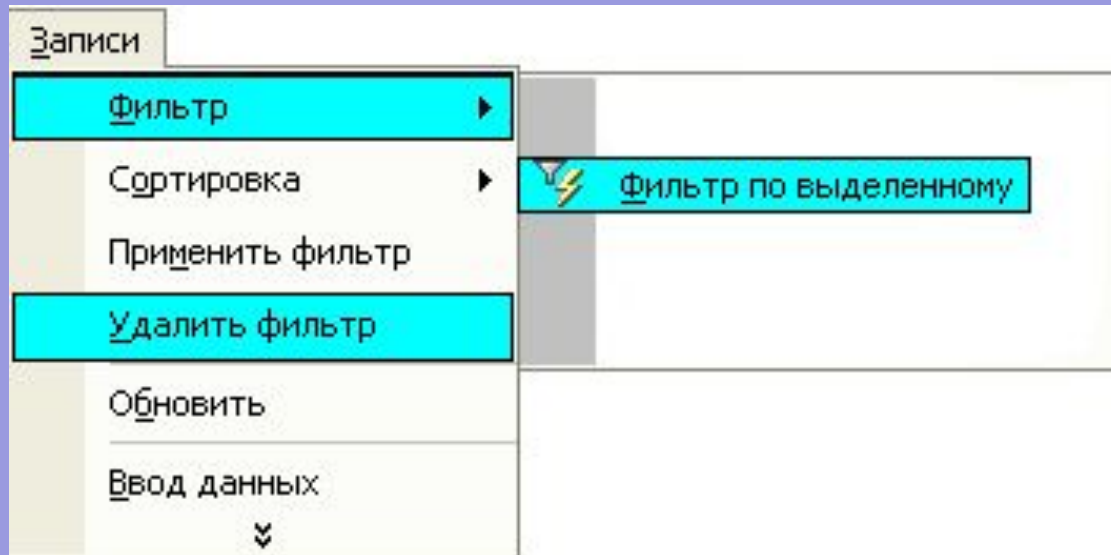 Записи
Фильтр
Сортировка
Фильтр по выделенному
Применить фильтр
Удалить фильтр
Обновить
Ввод данных